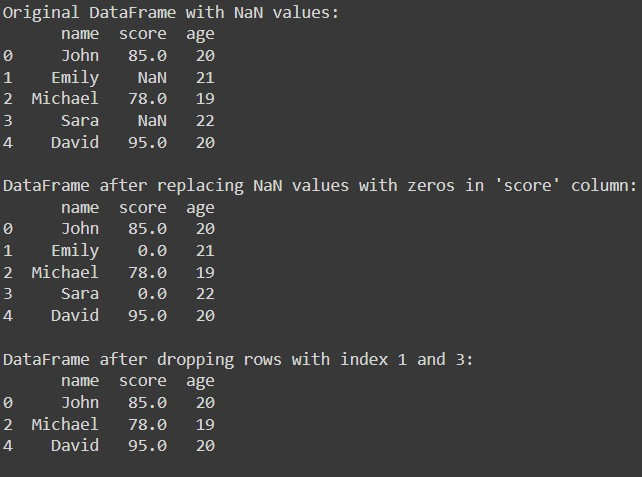 Original DataFrame with NaN values:
      name  score  age
0     John   85.0   20
1    Emily    NaN   21
2  Michael   78.0   19
3     Sara    NaN   22
4    David   95.0   20

DataFrame after replacing NaN values with zeros in 'score' column:
      name  score  age
0     John   85.0   20
1    Emily    0.0   21
2  Michael   78.0   19
3     Sara    0.0   22
4    David   95.0   20

DataFrame after dropping rows with index 1 and 3:
      name  score  age
0     John   85.0   20
2  Michael   78.0   19
4    David   95.0   20